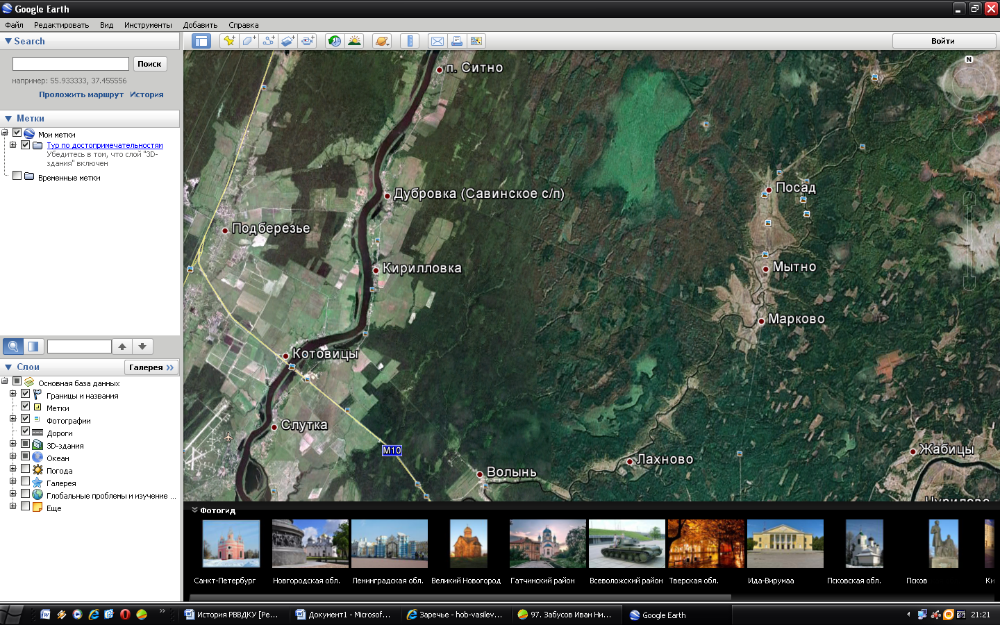 Google Earth
Файл Редактировать Вид Инструменты Добавить Справка
Search
Войти
Поиск
например: 55.933333, 37.455556
Проложить маршрут История
Метки
Мои метки
Тур по достопримечательностям
Убедитесь в том, что слой "3D-
здания" включен
Временные метки
Слои
Галерея
Основная база данных
Границы и названия
Метки
Фотографии
Дороги
3D-здания
Океан
Погода
Галерея
Глобальные проблемы и изучение ...
Еще
N
п. Ситно
Посад
Дубровка (Савинское с/п)
Подберезье
Кирилловка
Мытно
Марково
Котовицы
Слутка
M10
Жабицы
Лахново
Волынь
Фотогид
Санкт-Петербург
Новгородская обл.
Ленинградская обл.
Великий Новгород
Гатчинский район
Всеволожский район
Тверская обл.
Ида-Вирумаа
Псковская обл.
Псков
Ки
История РВВДКУ [Ре...
Документ1 - Microsof...
Заречье - hob-vasilev...
97. Забусов Иван Ни...
Google Earth
21:21